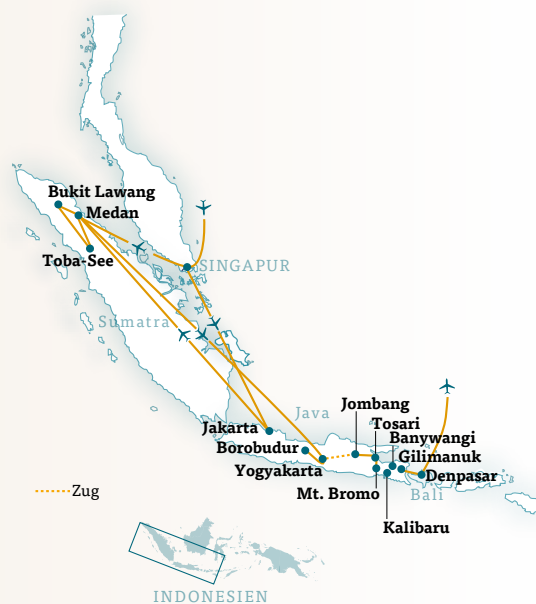 Bukit Lawang
Medan
Toba-See
SINGAPUR
Sumatra
Java
Jombang
Tosari
Jakarta
Banywangi
Borobudur
Gilimanuk
Yogyakarta
Denpasar
Mt. Bromo
Bali
Zug
Kalibaru
INDONESIEN